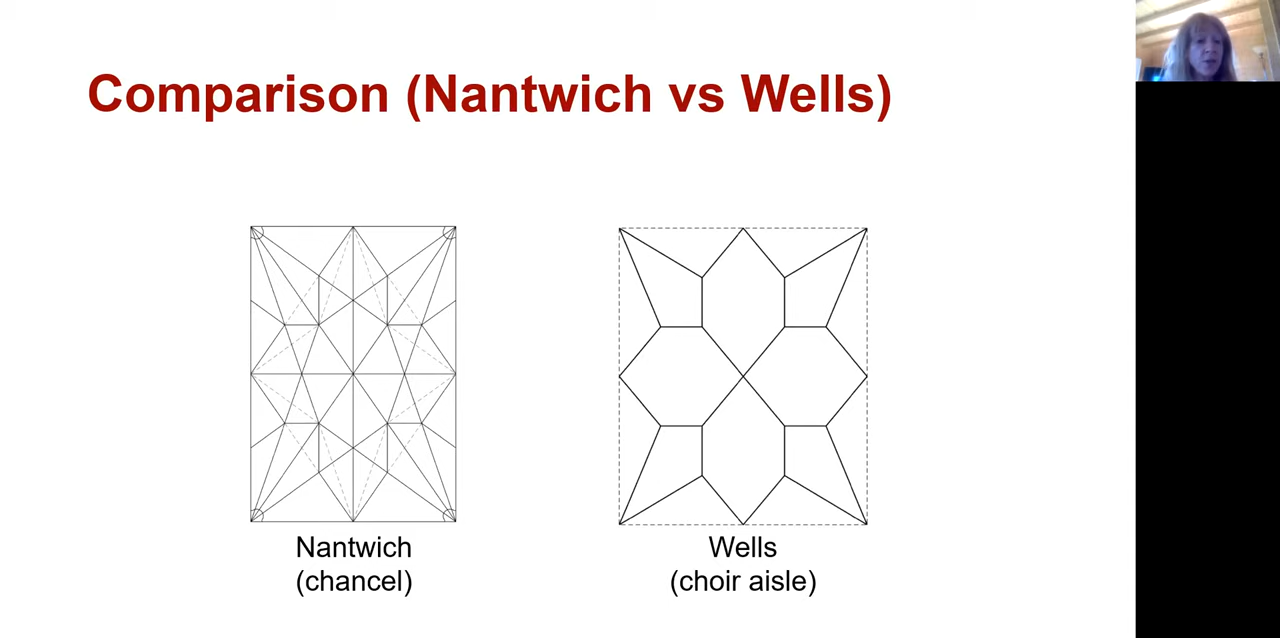 Comparison (Nantwich vs Wells)
Nantwich
(chancel)
Wells
(choir aisle)